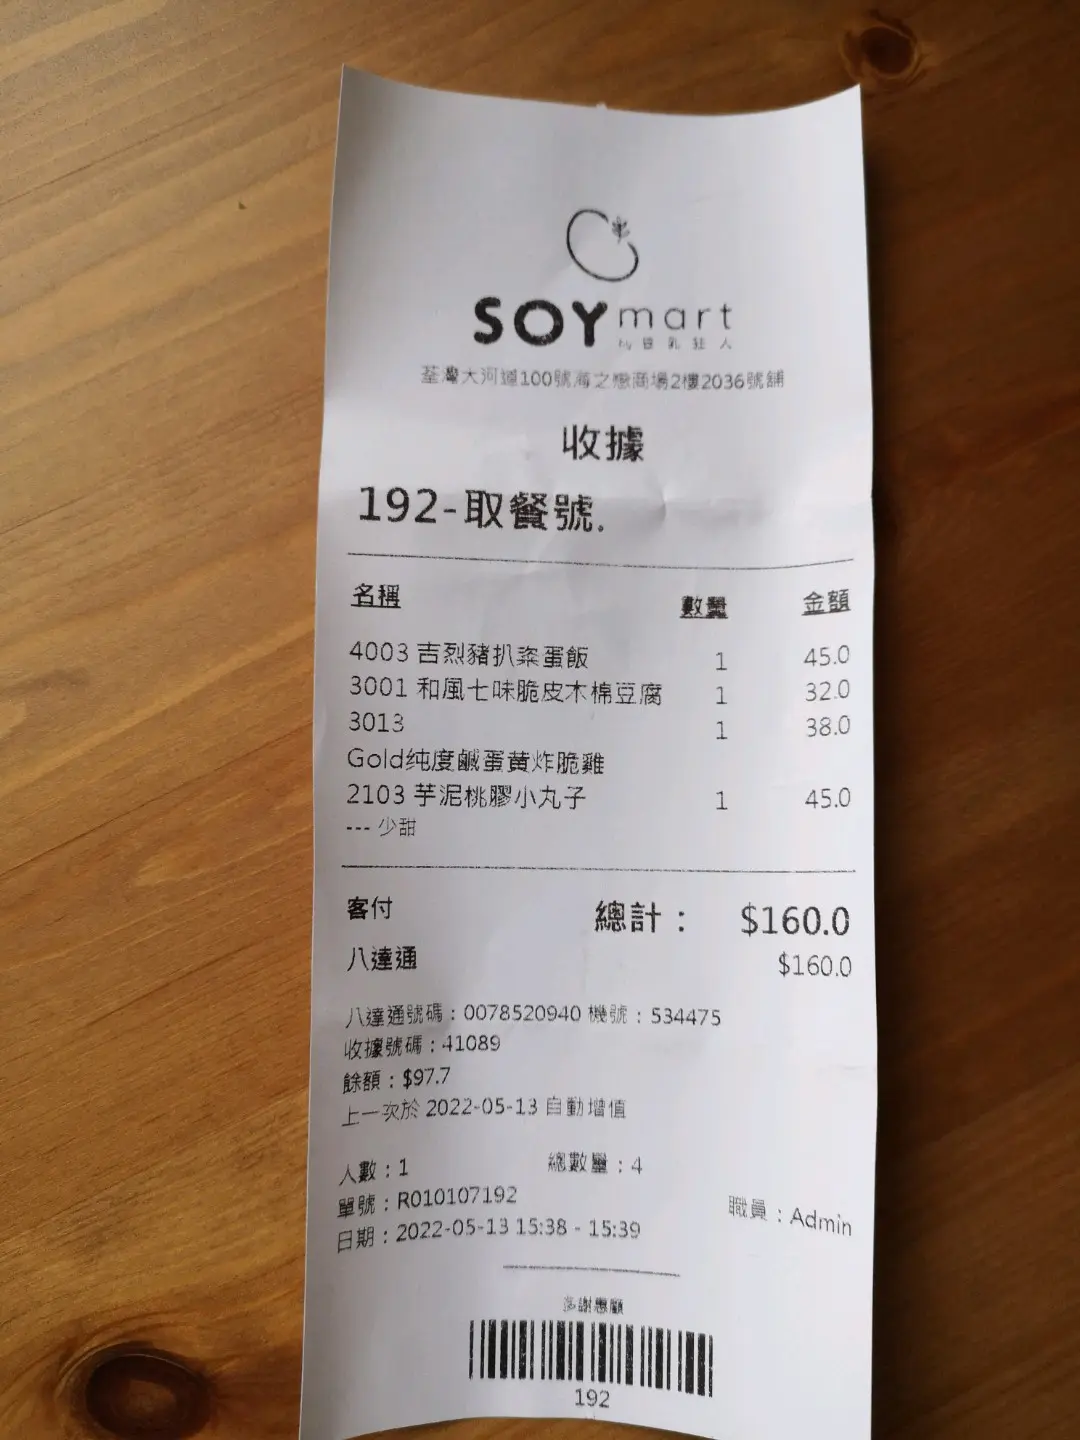 SOY mart
by 豆乳狂人
荃灣大河道100號海之戀商場2樓2036號舖
收據
192-取餐號.
名稱 數量 金額
4003 吉烈豬扒滑蛋飯 1 45.0
3001 和風七味脆皮木棉豆腐 1 32.0
3013 1 38.0
Gold纯度鹹蛋黃炸脆雞
2103 芋泥桃膠小丸子 1 45.0
--- 少甜
客付 總計： $160.0
八達通 $160.0
八達通號碼：0078520940 機號：534475
收據號碼：41089
餘額：$97.7
上一次於 2022-05-13 自動增值
人數：1 總數量：4
單號：R010107192 職員：Admin
日期：2022-05-13 15:38 - 15:39
多謝惠顧
192